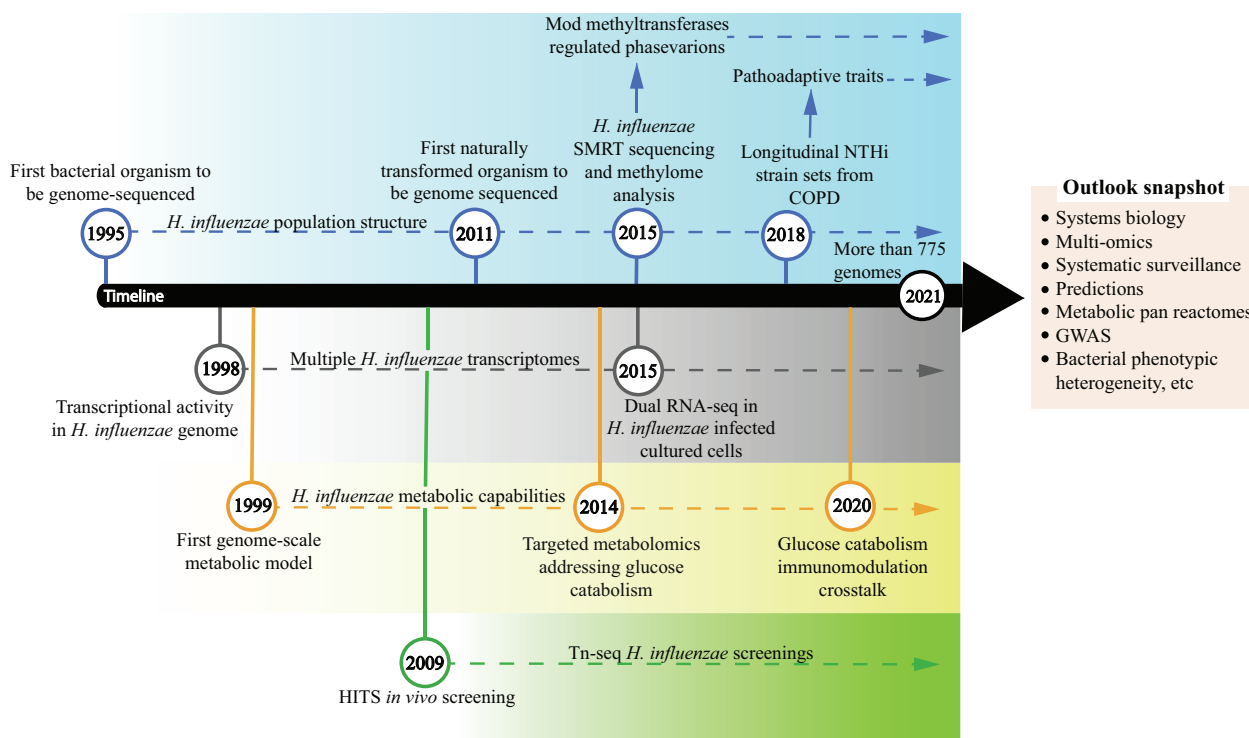 Mod methyltransferases
regulated phasevarions
Pathoadaptive traits
H. influenzae
SMRT sequencing
and methylome
analysis
First naturally
transformed organism to
be genome sequenced
Longitudinal NTHi
strain sets from
COPD
First bacterial organism to
be genome-sequenced
H. influenzae population structure
1995
2011
2015
2018
More than 775
genomes
2021
Timeline
Outlook snapshot
• Systems biology
• Multi-omics
• Systematic surveillance
• Predictions
• Metabolic pan reactomes
• GWAS
• Bacterial phenotypic
heterogeneity, etc
1998
Multiple H. influenzae transcriptomes
2015
Transcriptional activity
in H. influenzae genome
Dual RNA-seq in
H. influenzae infected
cultured cells
1999
H. influenzae metabolic capabilities
2014
2020
First genome-scale
metabolic model
Targeted metabolomics
addressing glucose
catabolism
Glucose catabolism
immunomodulation
crosstalk
2009
Tn-seq H. influenzae screenings
HITS in vivo screening